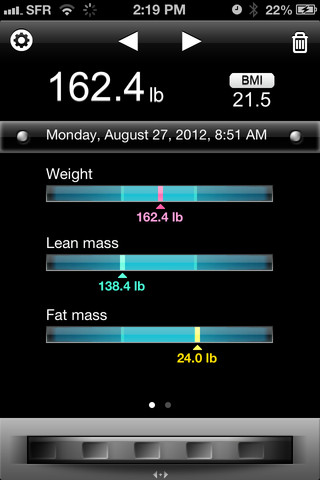 SFR 2:19 PM 22%
162.4 lb
BMI
21.5
Monday, August 27, 2012, 8:51 AM
Weight
162.4 lb
Lean mass
138.4 lb
Fat mass
24.0 lb